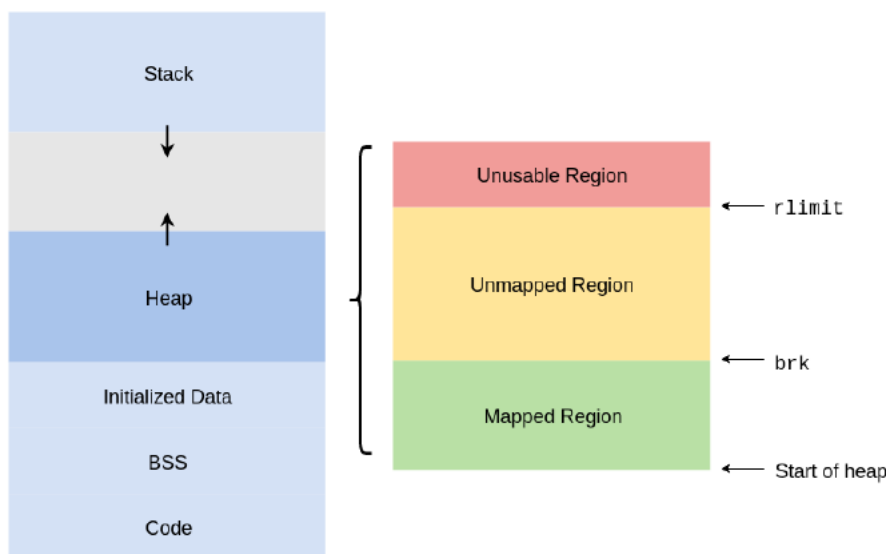 Stack
Heap
Initialized Data
BSS
Code
Unusable Region
rlimit
Unmapped Region
brk
Mapped Region
Start of heap